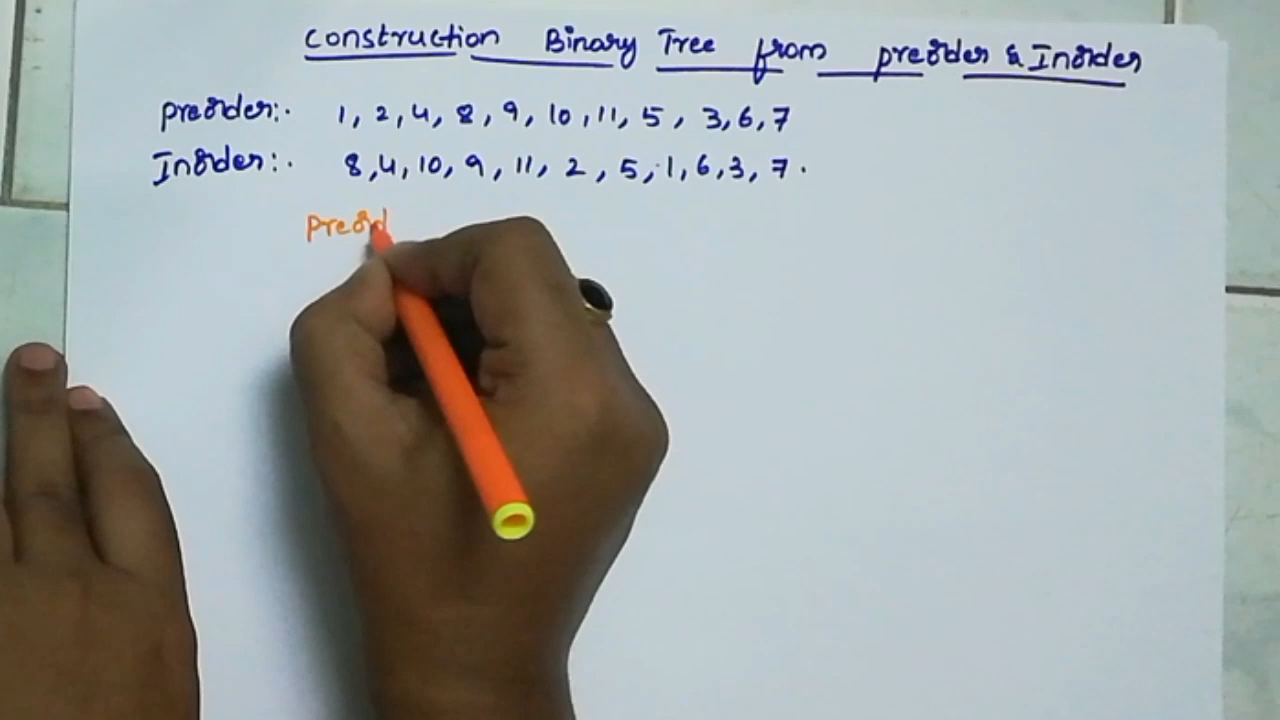 construction Binary Tree from preorder & Inorder
preorder:. 1, 2, 4, 8, 9, 10, 11, 5, 3, 6, 7
Inorder:. 8, 4, 10, 9, 11, 2, 5, 1, 6, 3, 7.
Preord